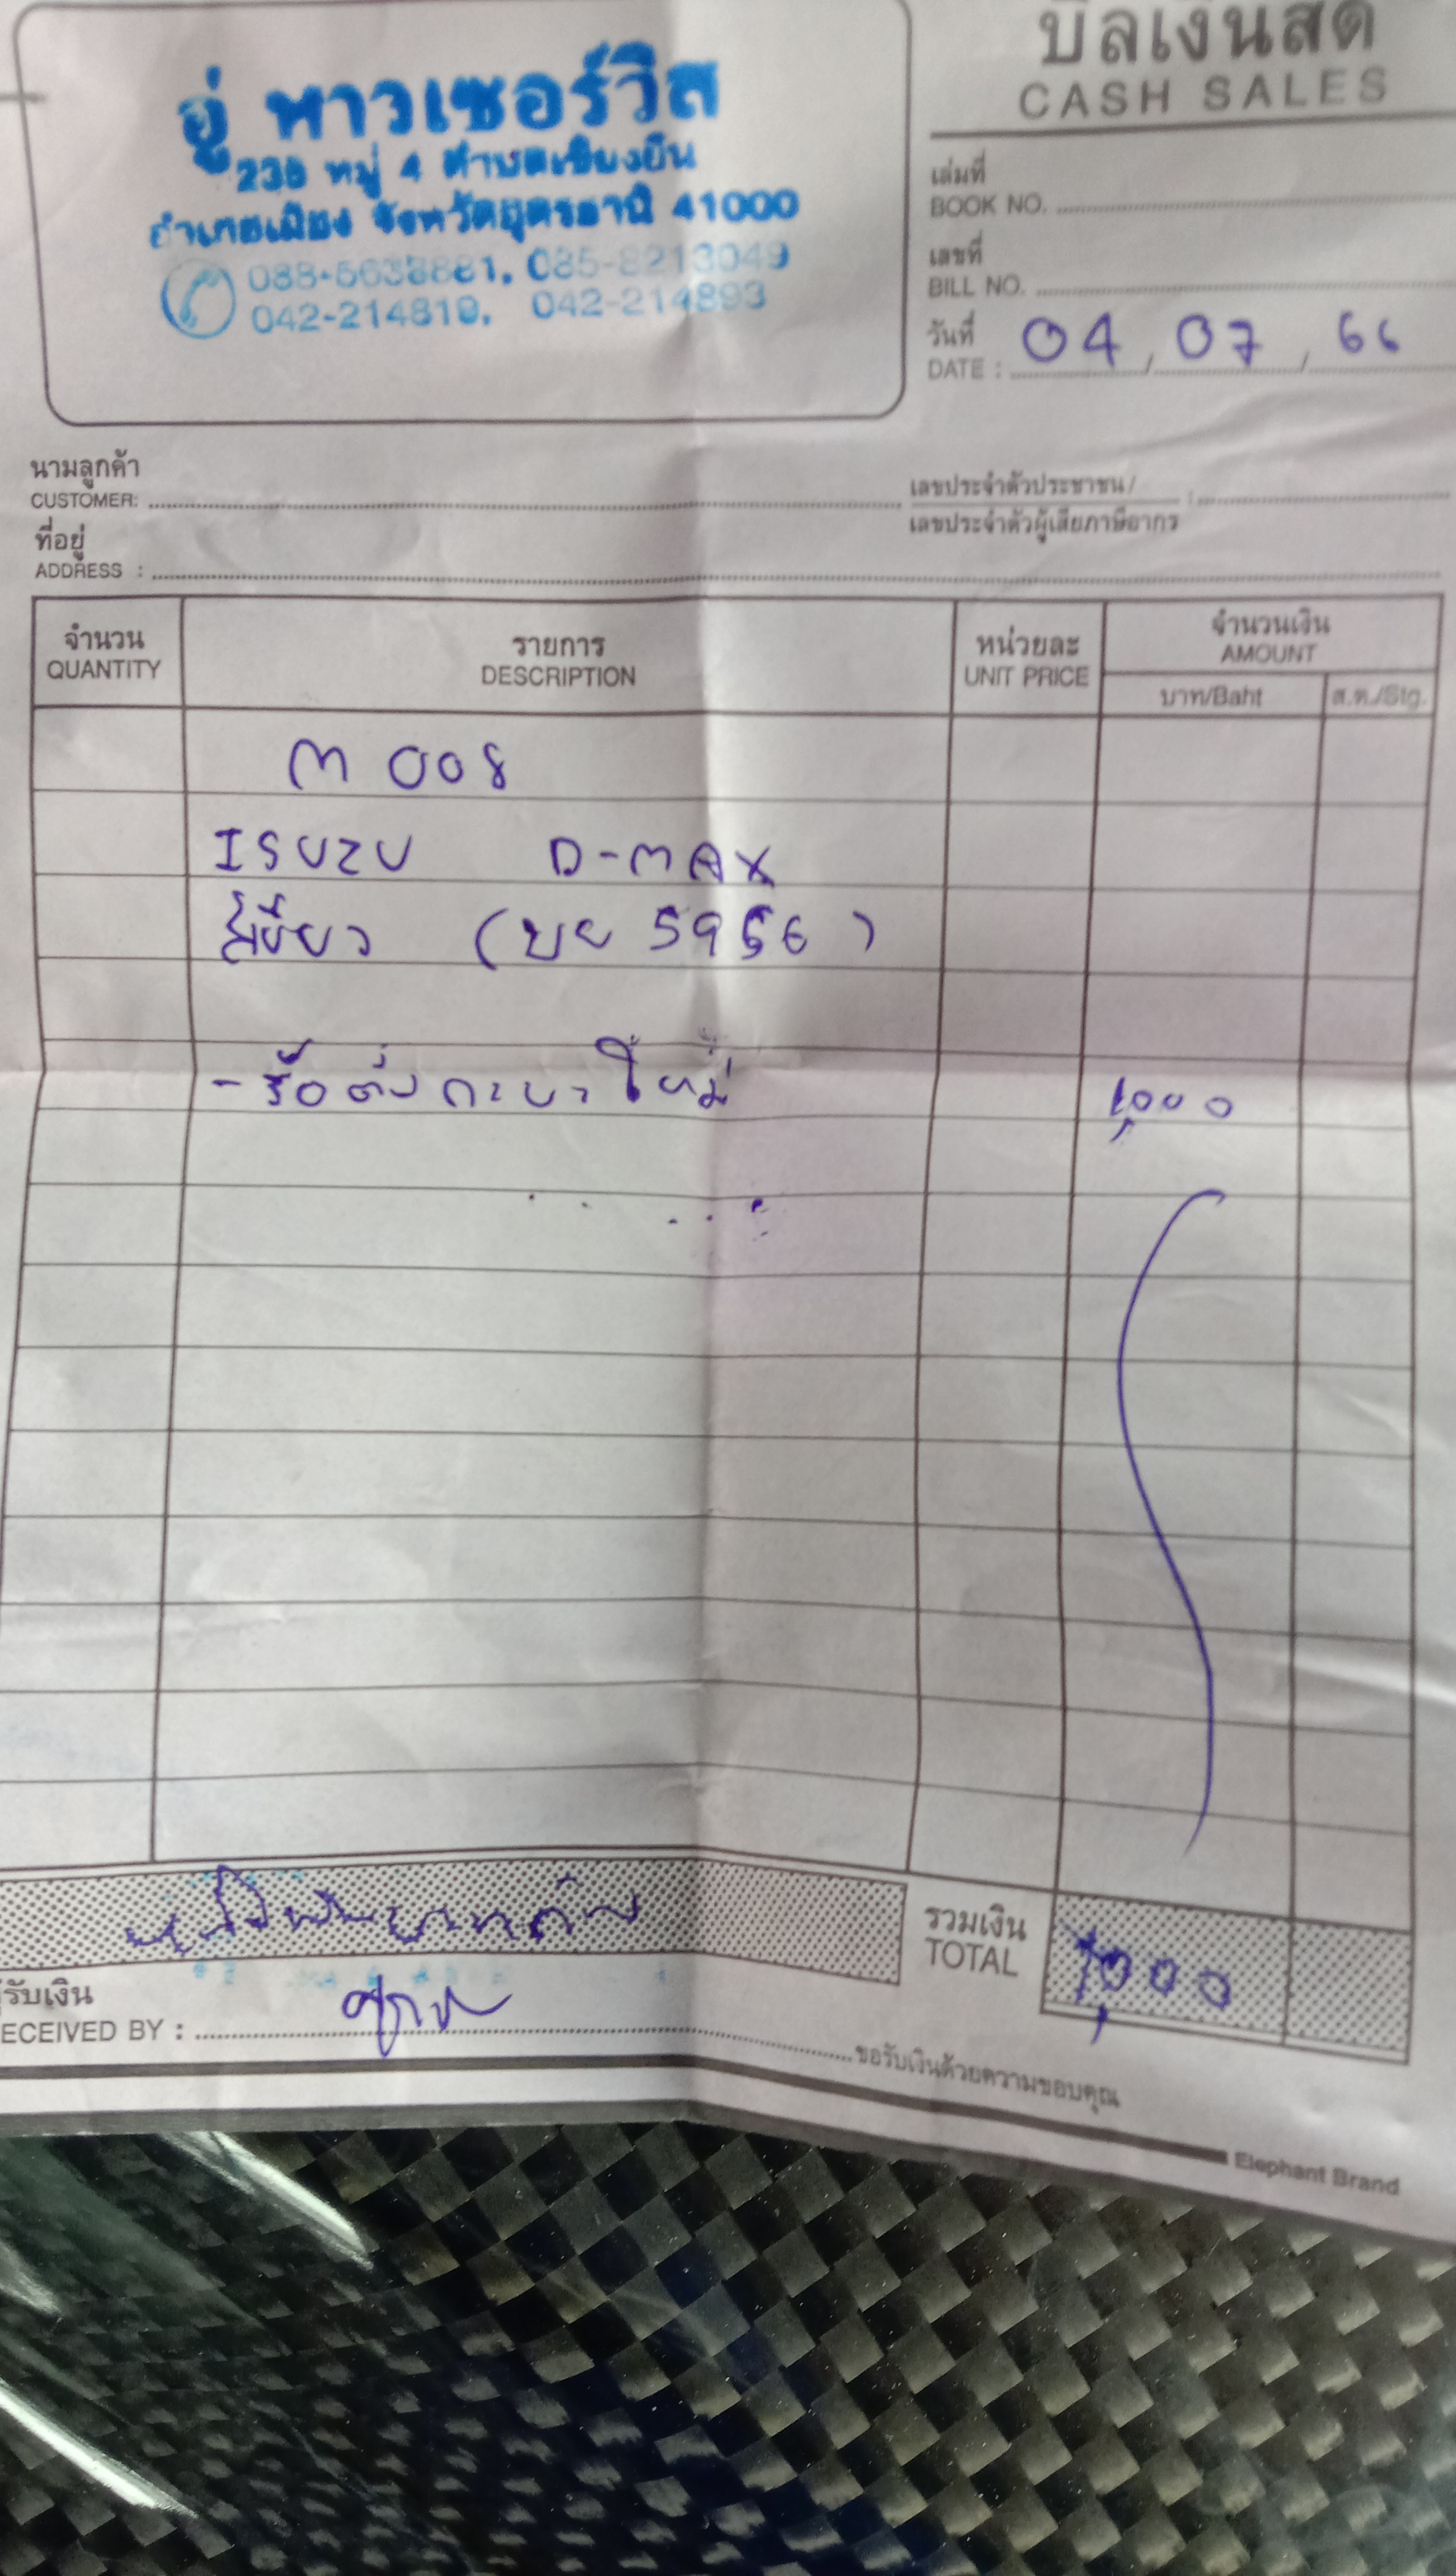 บิลเงินสด
CASH SALES
อู่ พาวเซอร์วิส
หมู่ 4 ตำบลเชียงยืน
อำเภอเมือง จังหวัดอุดรธานี 41000
042-214819, 042-214893
เล่มที่
BOOK NO.
เลขที่
BILL NO.
วันที่
DATE : 04 / 07 / 66
นามลูกค้า
CUSTOMER:
เลขประจำตัวประชาชน /
เลขประจำตัวผู้เสียภาษีอากร :
ที่อยู่
ADDRESS :
จำนวน รายการ หน่วยละ จำนวนเงิน
QUANTITY DESCRIPTION UNIT PRICE AMOUNT
บาท/Baht ส.ต./Stg.
M 008
ISUZU D-MAX
สีเขียว (บย 5956)
- รื้อตั้งกะบะใหม่ 1,000
หนึ่งพันบาทถ้วน
รวมเงิน
TOTAL 1,000
รับเงิน
ECEIVED BY :
ขอรับเงินด้วยความขอบคุณ
Elephant Brand